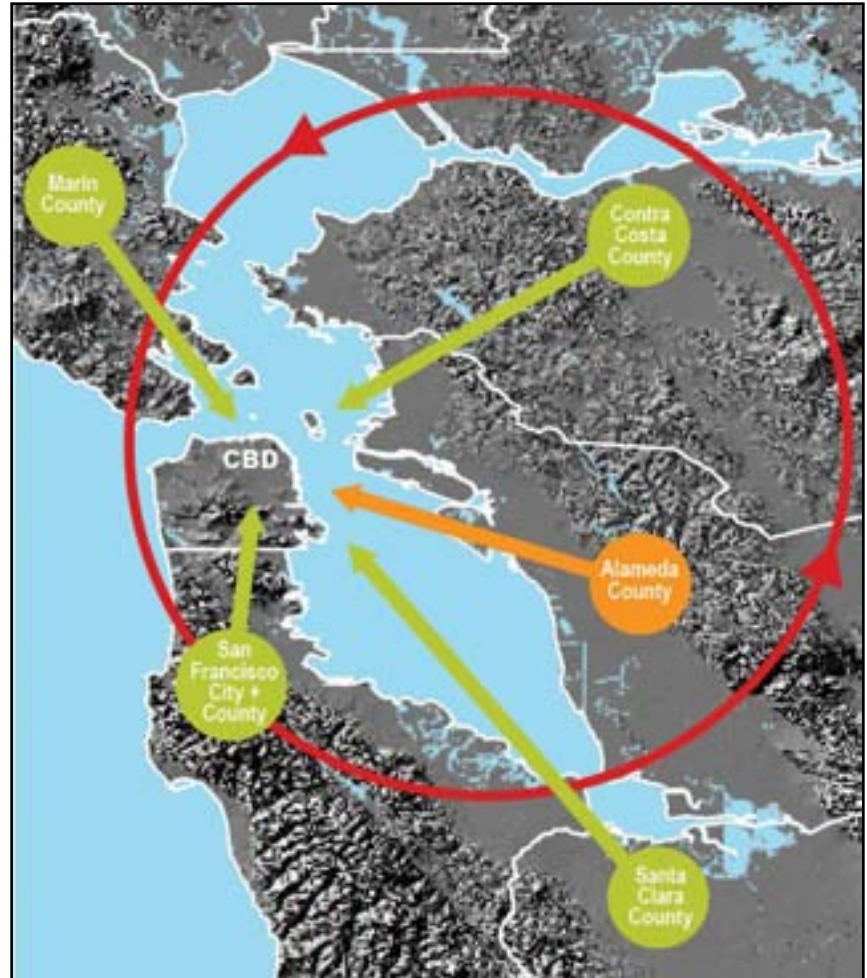 Marin
County
Contra
Costa
County
CBD
Alameda
County
San
Francisco
City +
County
Santa
Clara
County